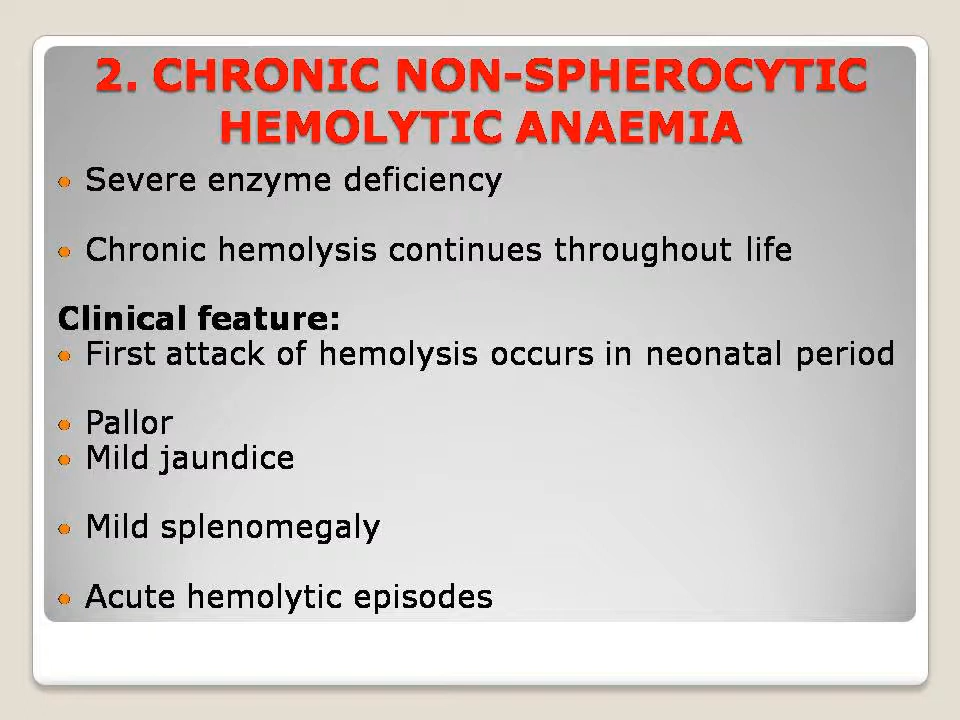 2. CHRONIC NON-SPHEROCYTIC
HEMOLYTIC ANAEMIA
• Severe enzyme deficiency
• Chronic hemolysis continues throughout life
Clinical feature:
• First attack of hemolysis occurs in neonatal period
• Pallor
• Mild jaundice
• Mild splenomegaly
• Acute hemolytic episodes